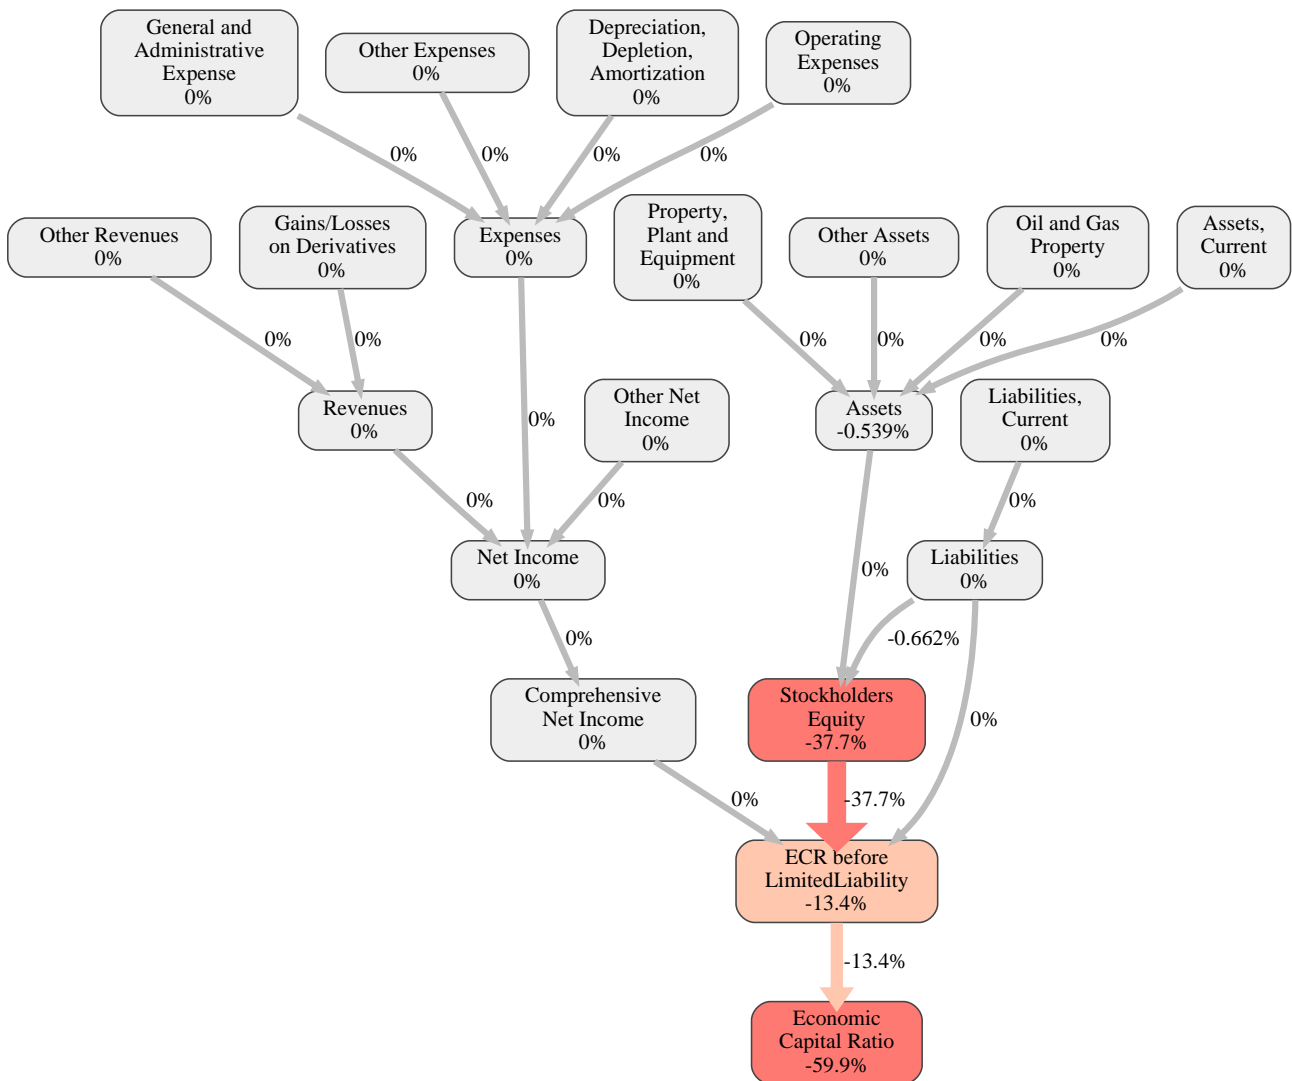 General and
Administrative
Expense
0%
Other Expenses
0%
Depreciation,
Depletion,
Amortization
0%
Operating
Expenses
0%
0%
0%
0%
0%
Other Revenues
0%
Gains/Losses
on Derivatives
0%
Expenses
0%
Property,
Plant and
Equipment
0%
Other Assets
0%
Oil and Gas
Property
0%
Assets,
Current
0%
0%
0%
0%
0%
0%
0%
Revenues
0%
0%
Other Net
Income
0%
Assets
-0.539%
Liabilities,
Current
0%
0%
0%
0%
Net Income
0%
0%
Liabilities
0%
0%
-0.662%
Comprehensive
Net Income
0%
Stockholders
Equity
-37.7%
0%
0%
-37.7%
ECR before
LimitedLiability
-13.4%
-13.4%
Economic
Capital Ratio
-59.9%